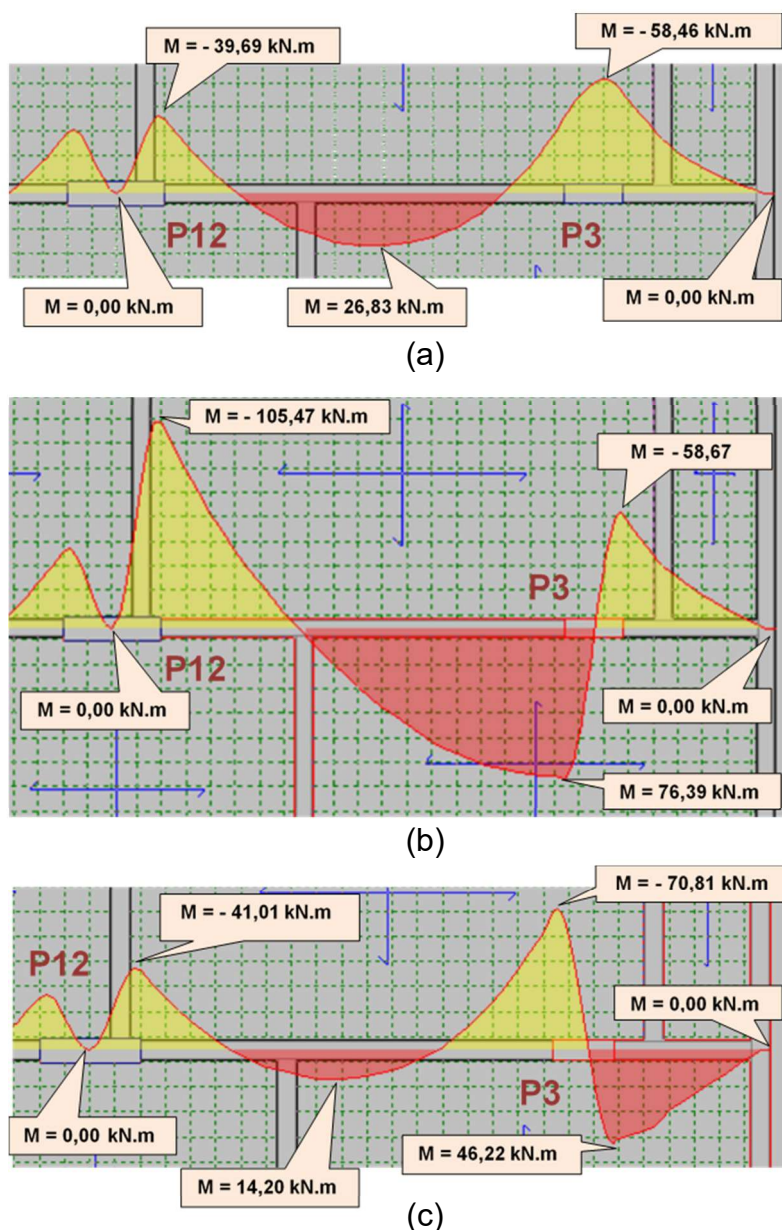 M = - 39,69 kN.m
M = - 58,46 kN.m
P12
P3
M = 0,00 kN.m
M = 26,83 kN.m
M = 0,00 kN.m
(a)
M = - 105,47 kN.m
M = - 58,67
P3
P12
M = 0,00 kN.m
M = 0,00 kN.m
M = 76,39 kN.m
(b)
M = - 70,81 kN.m
M = - 41,01 kN.m
P12
M = 0,00 kN.m
P3
M = 0,00 kN.m
M = 46,22 kN.m
M = 14,20 kN.m
(c)